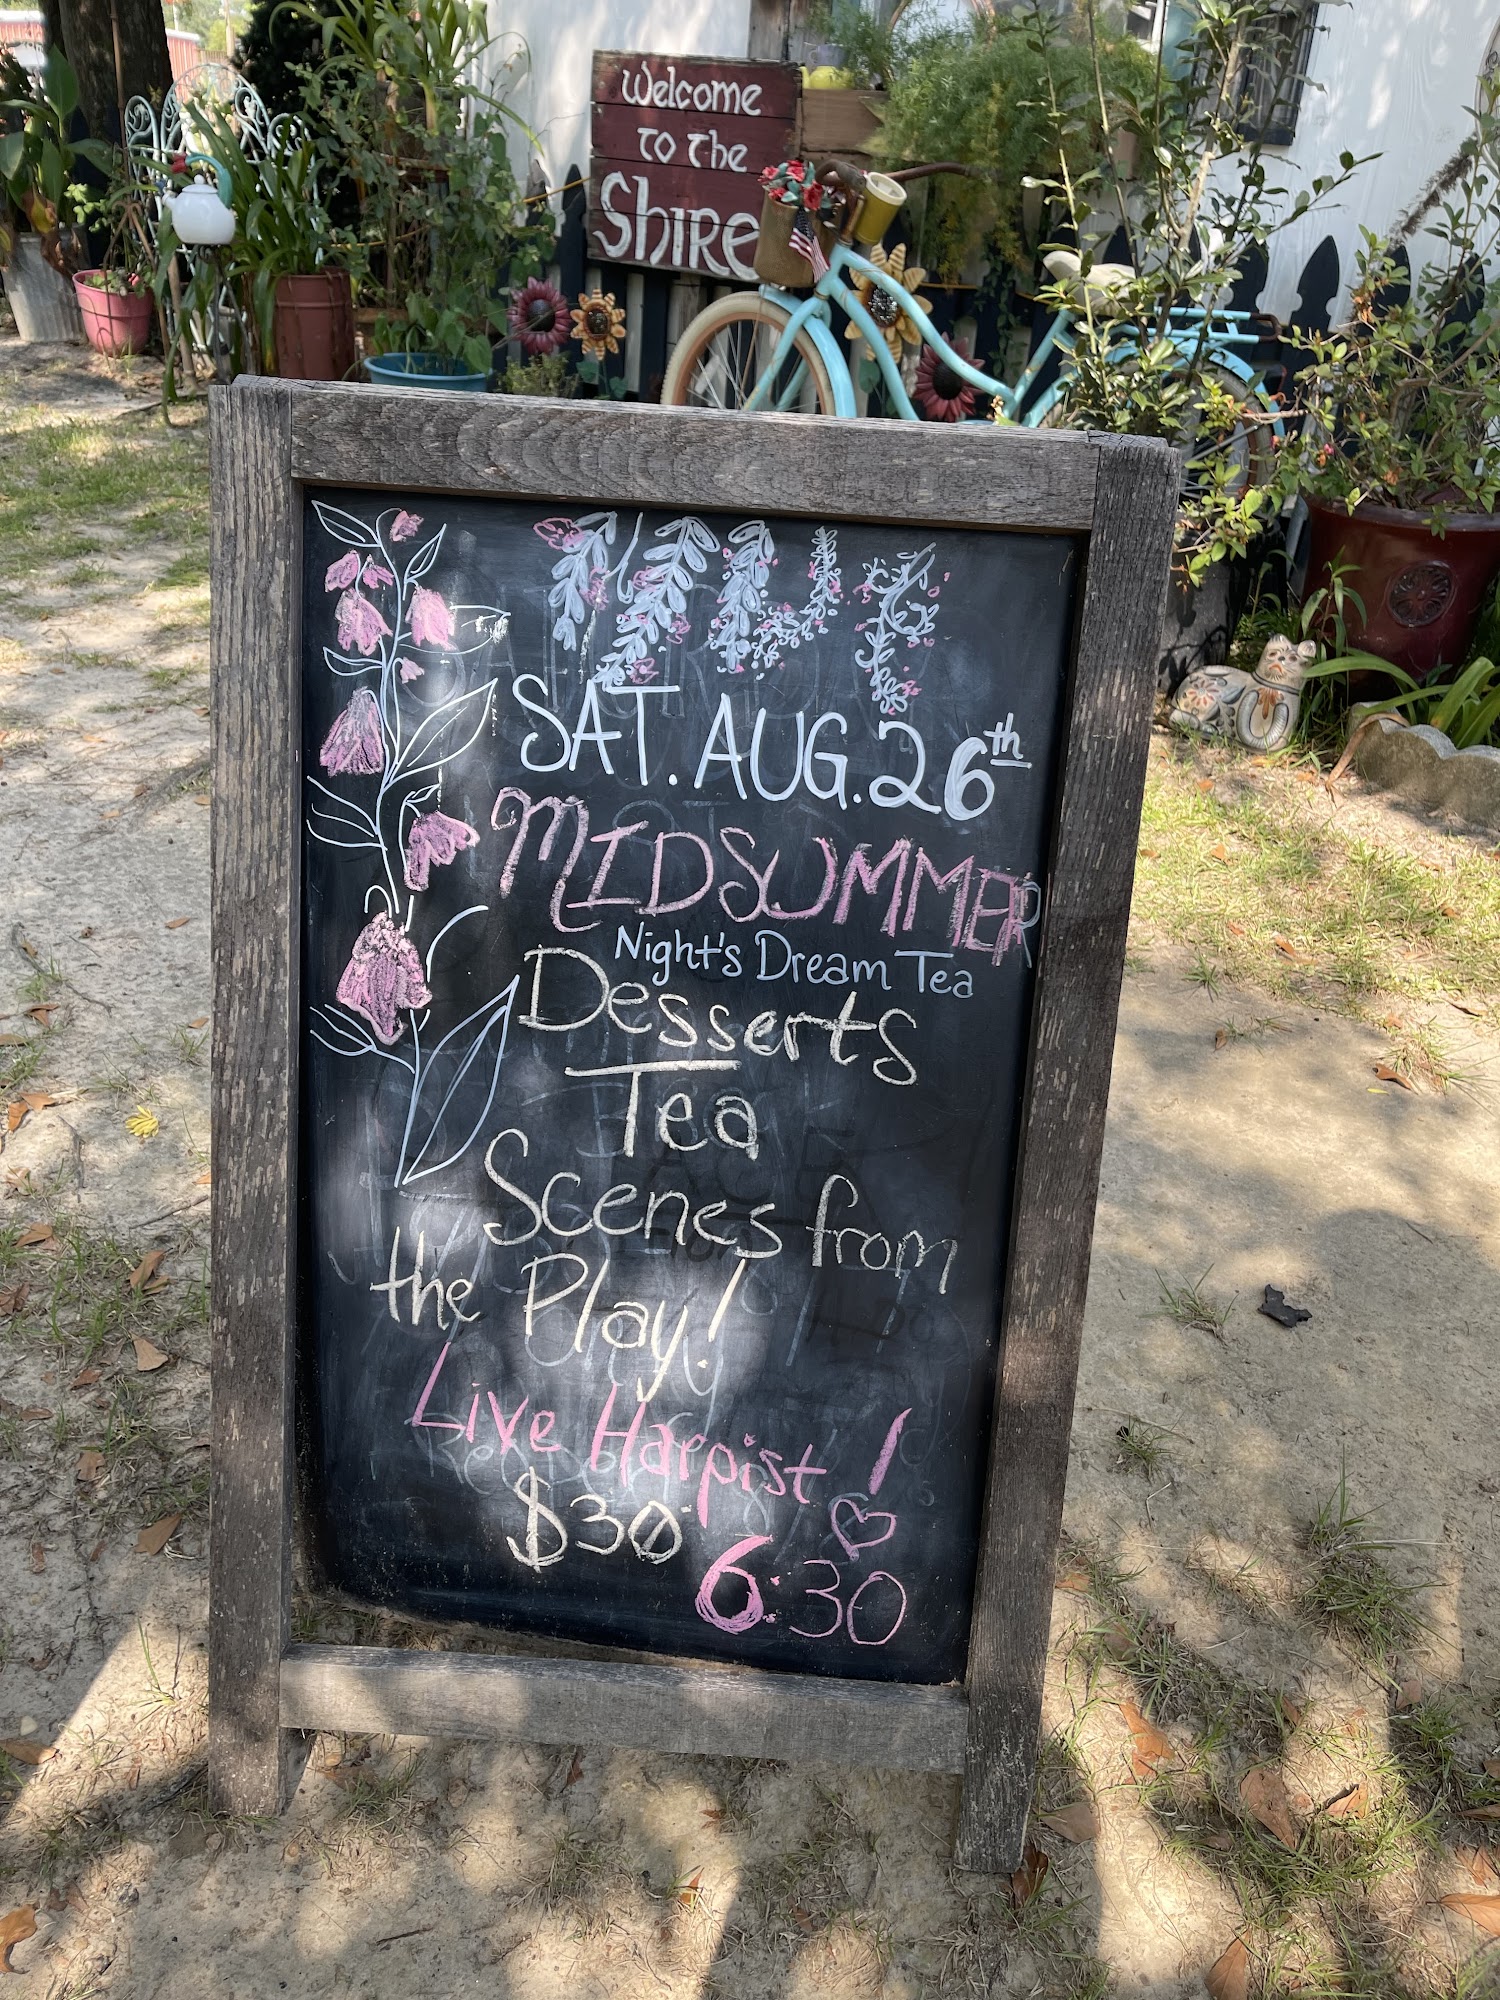 Welcome
to the
Shire
SAT. AUG. 26th
MIDSUMMER
Night's Dream Tea
Desserts
Tea
Scenes from
the Play!
Live Harpist!
$30
6:30